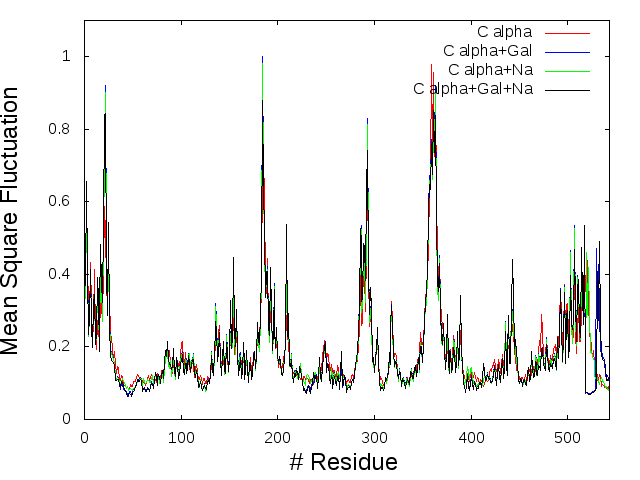 C alpha
C alpha+Gal
C alpha+Na
C alpha+Gal+Na
1
0.8
0.6
0.4
0.2
0
0 100 200 300 400 500
Mean Square Fluctuation
# Residue